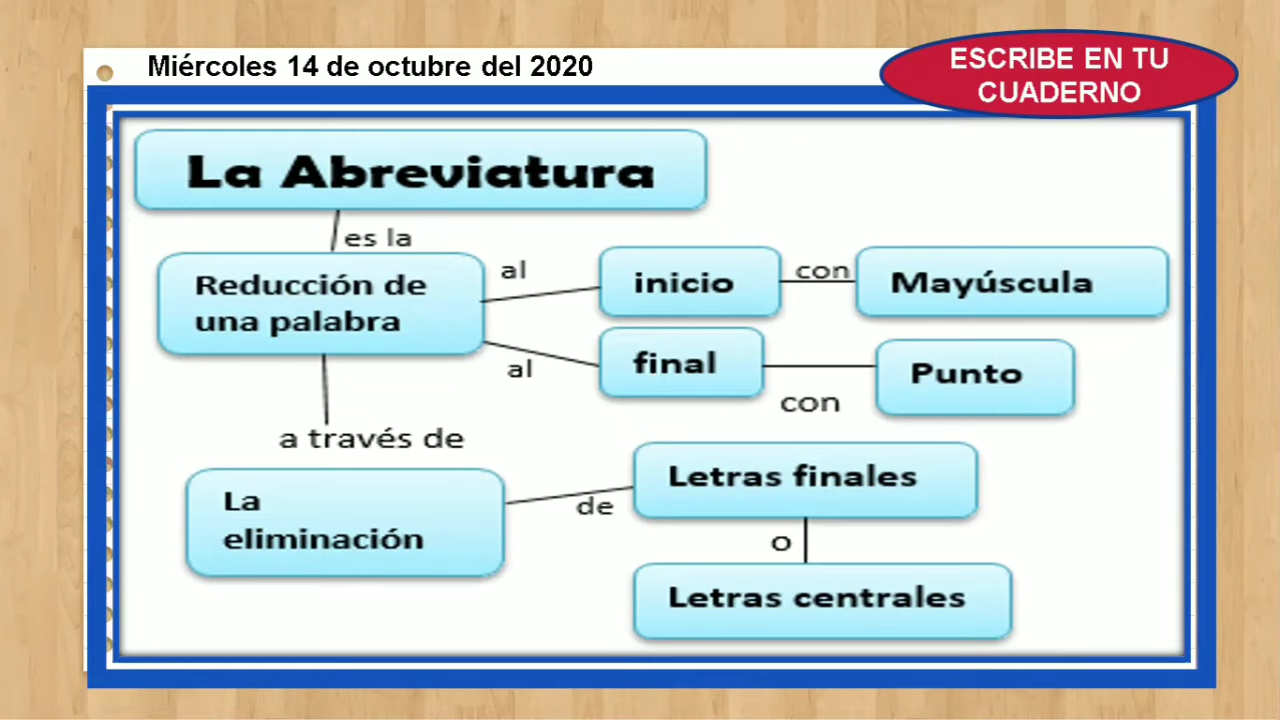 Miércoles 14 de octubre del 2020
ESCRIBE EN TU
CUADERNO
La Abreviatura
es la
Reducción de
una palabra
al
inicio
con
Mayúscula
al
final
con
Punto
a través de
La
eliminación
de
Letras finales
o
Letras centrales